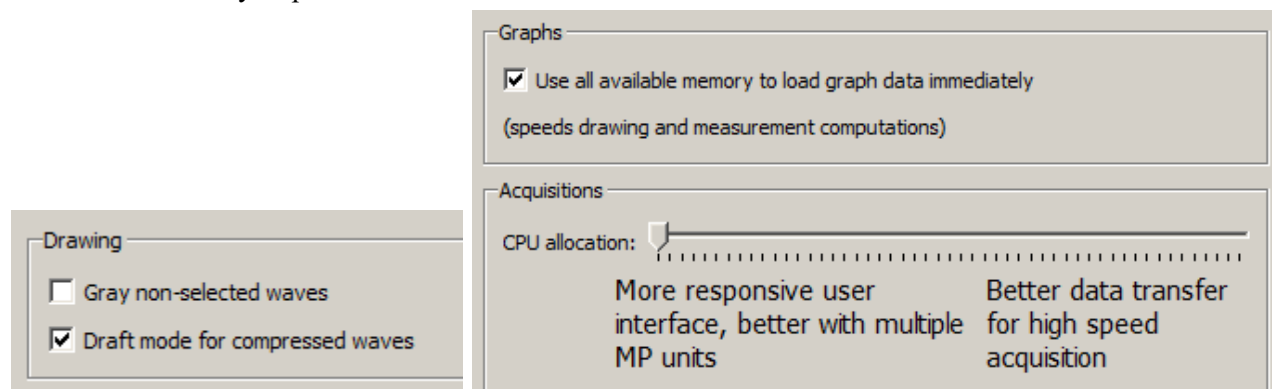 Drawing
Gray non-selected waves
Draft mode for compressed waves
Graphs
Use all available memory to load graph data immediately
(speeds drawing and measurement computations)
Acquisitions
CPU allocation:
More responsive user
interface, better with multiple
MP units
Better data transfer
for high speed
acquisition